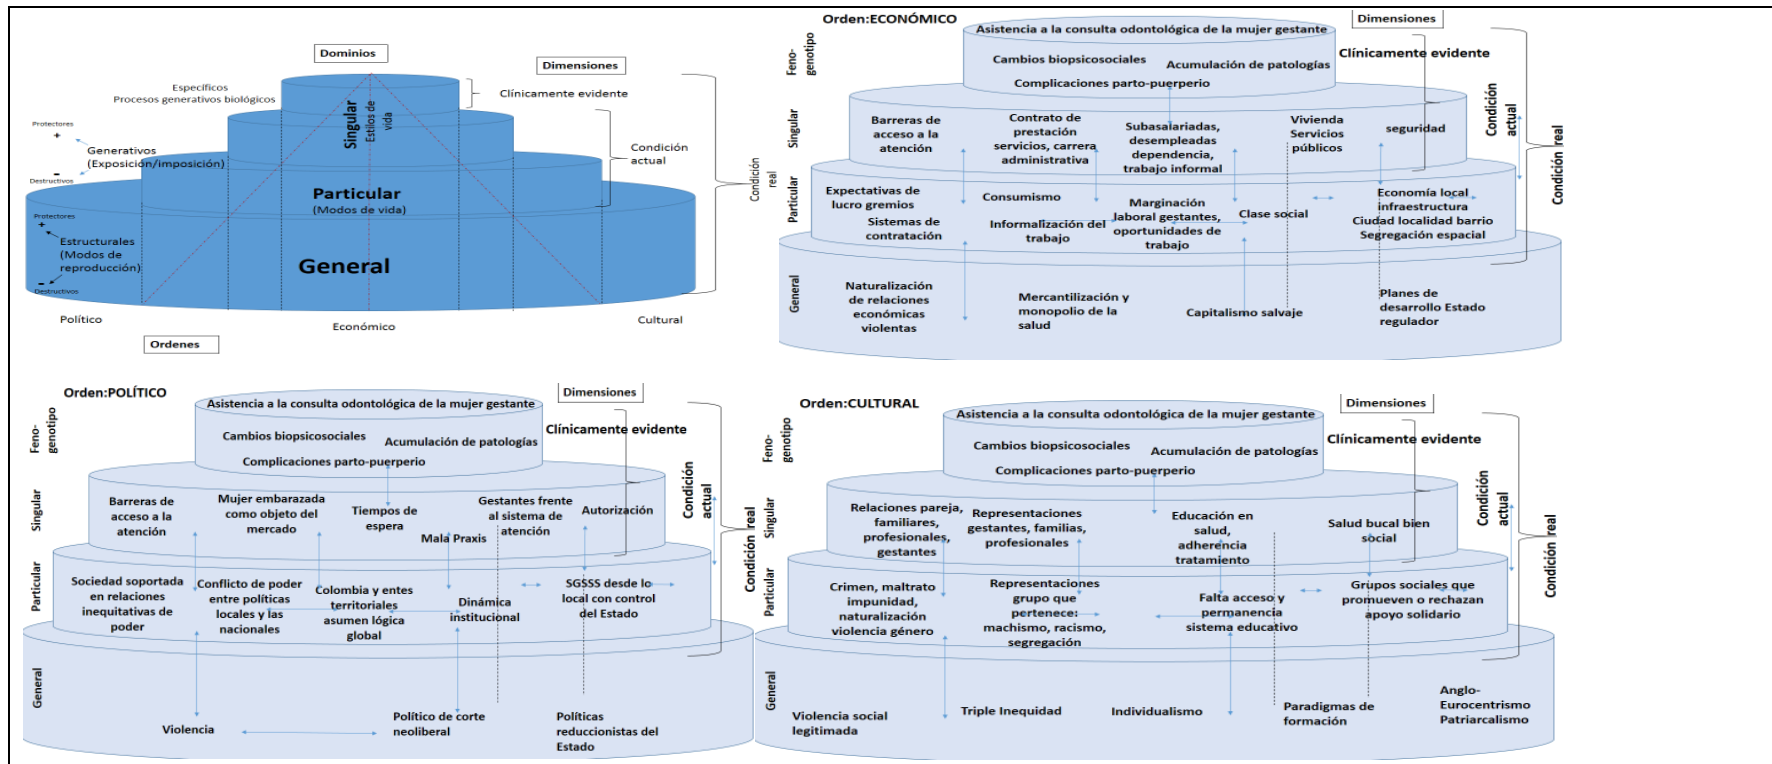 Dominios
Dimensiones
Específicos
Procesos generativos biológicos
Clínicamente evidente
Singular
Estilos de
vida
Protectores
+
Generativos
(Exposición/imposición)
–
Destructivos
Condición
actual
Condición
real
Particular
(Modos de vida)
Protectores
+
Estructurales
(Modos de
reproducción)
–
Destructivos
General
Político
Económico
Cultural
Ordenes
Orden:ECONÓMICO
Dimensiones
Feno-
genotipo
Asistencia a la consulta odontológica de la mujer gestante
Cambios biopsicosociales
Acumulación de patologías
Complicaciones parto-puerperio
Clínicamente evidente
Condición
actual
Condición real
Singular
Barreras de
acceso a la
atención
Contrato de
prestación
servicios, carrera
administrativa
Subasalariadas,
desempleadas
dependencia,
trabajo informal
Vivienda
Servicios
públicos
seguridad
Particular
Expectativas de
lucro gremios
Sistemas de
contratación
Consumismo
Informalización del
trabajo
Marginación
laboral gestantes,
oportunidades de
trabajo
Clase social
Economía local
infraestructura
Ciudad localidad barrio
Segregación espacial
General
Naturalización
de relaciones
económicas
violentas
Mercantilización y
monopolio de la
salud
Capitalismo salvaje
Planes de
desarrollo Estado
regulador
Orden:POLÍTICO
Dimensiones
Feno-
genotipo
Asistencia a la consulta odontológica de la mujer gestante
Cambios biopsicosociales
Acumulación de patologías
Complicaciones parto-puerperio
Clínicamente evidente
Condición
actual
Condición real
Singular
Barreras de
acceso a la
atención
Mujer embarazada
como objeto del
mercado
Tiempos de
espera
Mala Praxis
Gestantes frente
al sistema de
atención
Autorización
Particular
Sociedad soportada
en relaciones
inequitativas de
poder
Conflicto de poder
entre políticas
locales y las
nacionales
Colombia y entes
territoriales
asumen lógica
global
Dinámica
institucional
SGSSS desde lo
local con control
del Estado
General
Violencia
Político de corte
neoliberal
Políticas
reduccionistas del
Estado
Orden:CULTURAL
Dimensiones
Feno-
genotipo
Asistencia a la consulta odontológica de la mujer gestante
Cambios biopsicosociales
Acumulación de patologías
Complicaciones parto-puerperio
Clínicamente evidente
Condición
actual
Condición real
Singular
Relaciones pareja,
familiares,
profesionales,
gestantes
Representaciones
gestantes, familias,
profesionales
Educación en
salud,
adherencia
tratamiento
Salud bucal bien
social
Particular
Crimen, maltrato
impunidad,
naturalización
violencia género
Representaciones
grupo que
pertenece:
machismo, racismo,
segregación
Falta acceso y
permanencia
sistema educativo
Grupos sociales que
promueven o rechazan
apoyo solidario
General
Violencia social
legitimada
Triple Inequidad
Individualismo
Paradigmas de
formación
Anglo-
Eurocentrismo
Patriarcalismo